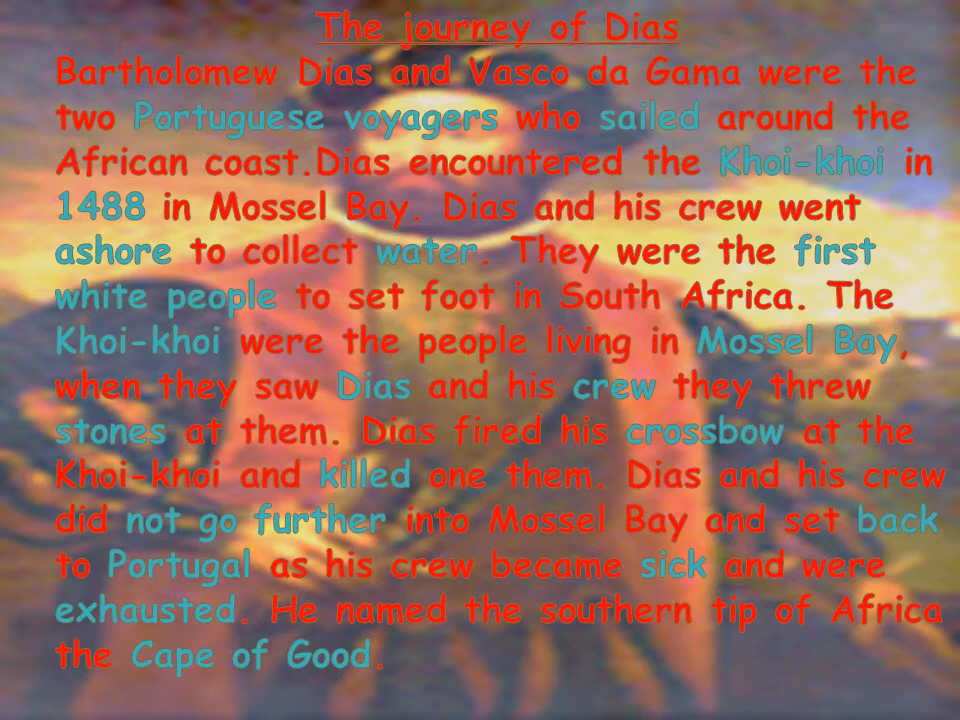 The journey of Dias
Bartholomew Dias and Vasco da Gama were the
two Portuguese voyagers who sailed around the
African coast.Dias encountered the Khoi-khoi in
1488 in Mossel Bay. Dias and his crew went
ashore to collect water. They were the first
white people to set foot in South Africa. The
Khoi-khoi were the people living in Mossel Bay,
when they saw Dias and his crew they threw
stones at them. Dias fired his crossbow at the
Khoi-khoi and killed one them. Dias and his crew
did not go further into Mossel Bay and set back
to Portugal as his crew became sick and were
exhausted. He named the southern tip of Africa
the Cape of Good.